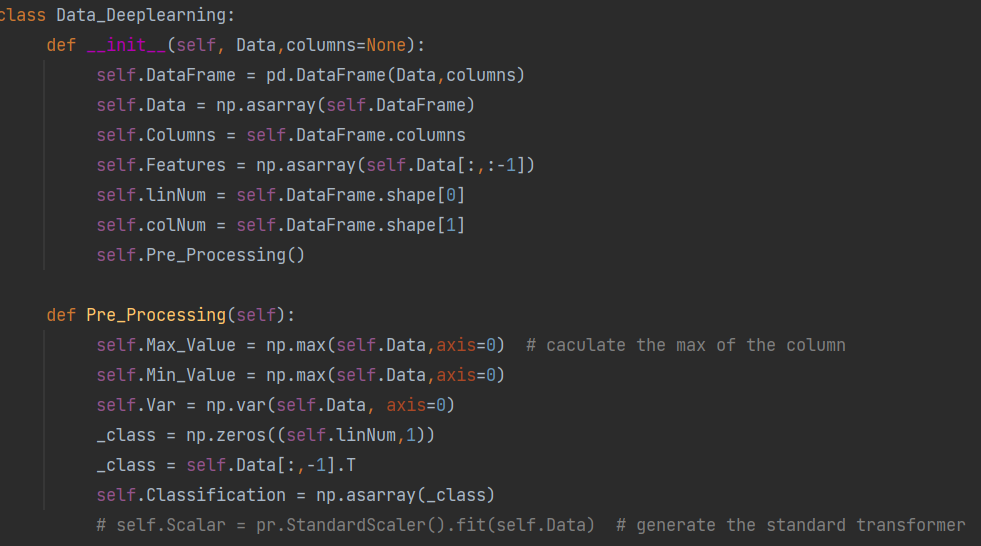 class Data_Deeplearning:
def __init__(self, Data,columns=None):
self.DataFrame = pd.DataFrame(Data,columns)
self.Data = np.asarray(self.DataFrame)
self.Columns = self.DataFrame.columns
self.Features = np.asarray(self.Data[:,:-1])
self.linNum = self.DataFrame.shape[0]
self.colNum = self.DataFrame.shape[1]
self.Pre_Processing()
def Pre_Processing(self):
self.Max_Value = np.max(self.Data,axis=0)  # caculate the max of the column
self.Min_Value = np.max(self.Data,axis=0)
self.Var = np.var(self.Data, axis=0)
_class = np.zeros((self.linNum,1))
_class = self.Data[:,-1].T
self.Classification = np.asarray(_class)
# self.Scalar = pr.StandardScaler().fit(self.Data)  # generate the standard transformer